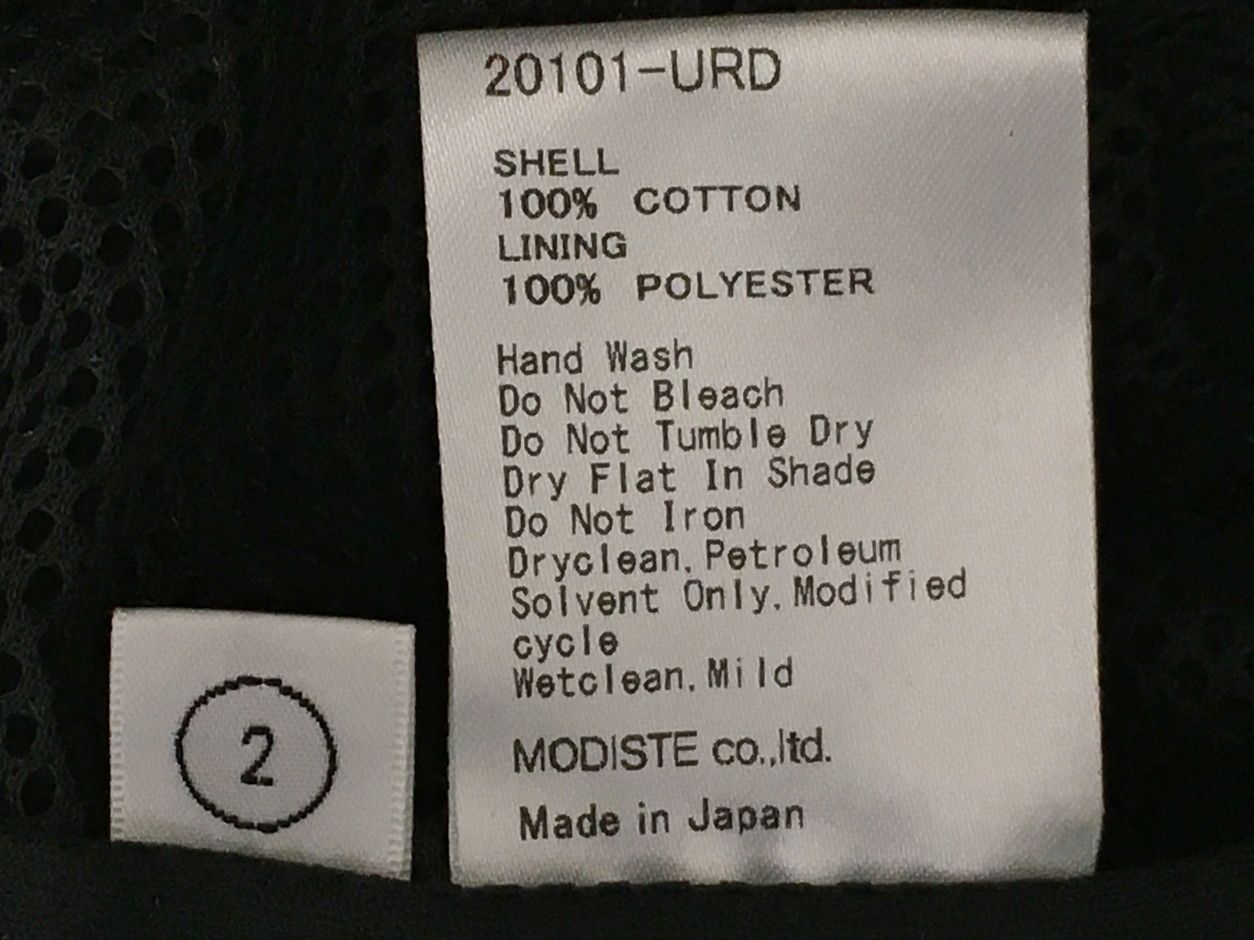 20101-URD
SHELL
100% COTTON
LINING
100% POLYESTER
Hand Wash
Do Not Bleach
Do Not Tumble Dry
Dry Flat In Shade
Do Not Iron
Dryclean,Petroleum
Solvent Only,Modified
cycle
Wetclean,Mild
MODISTE co.,ltd.
Made in Japan
2